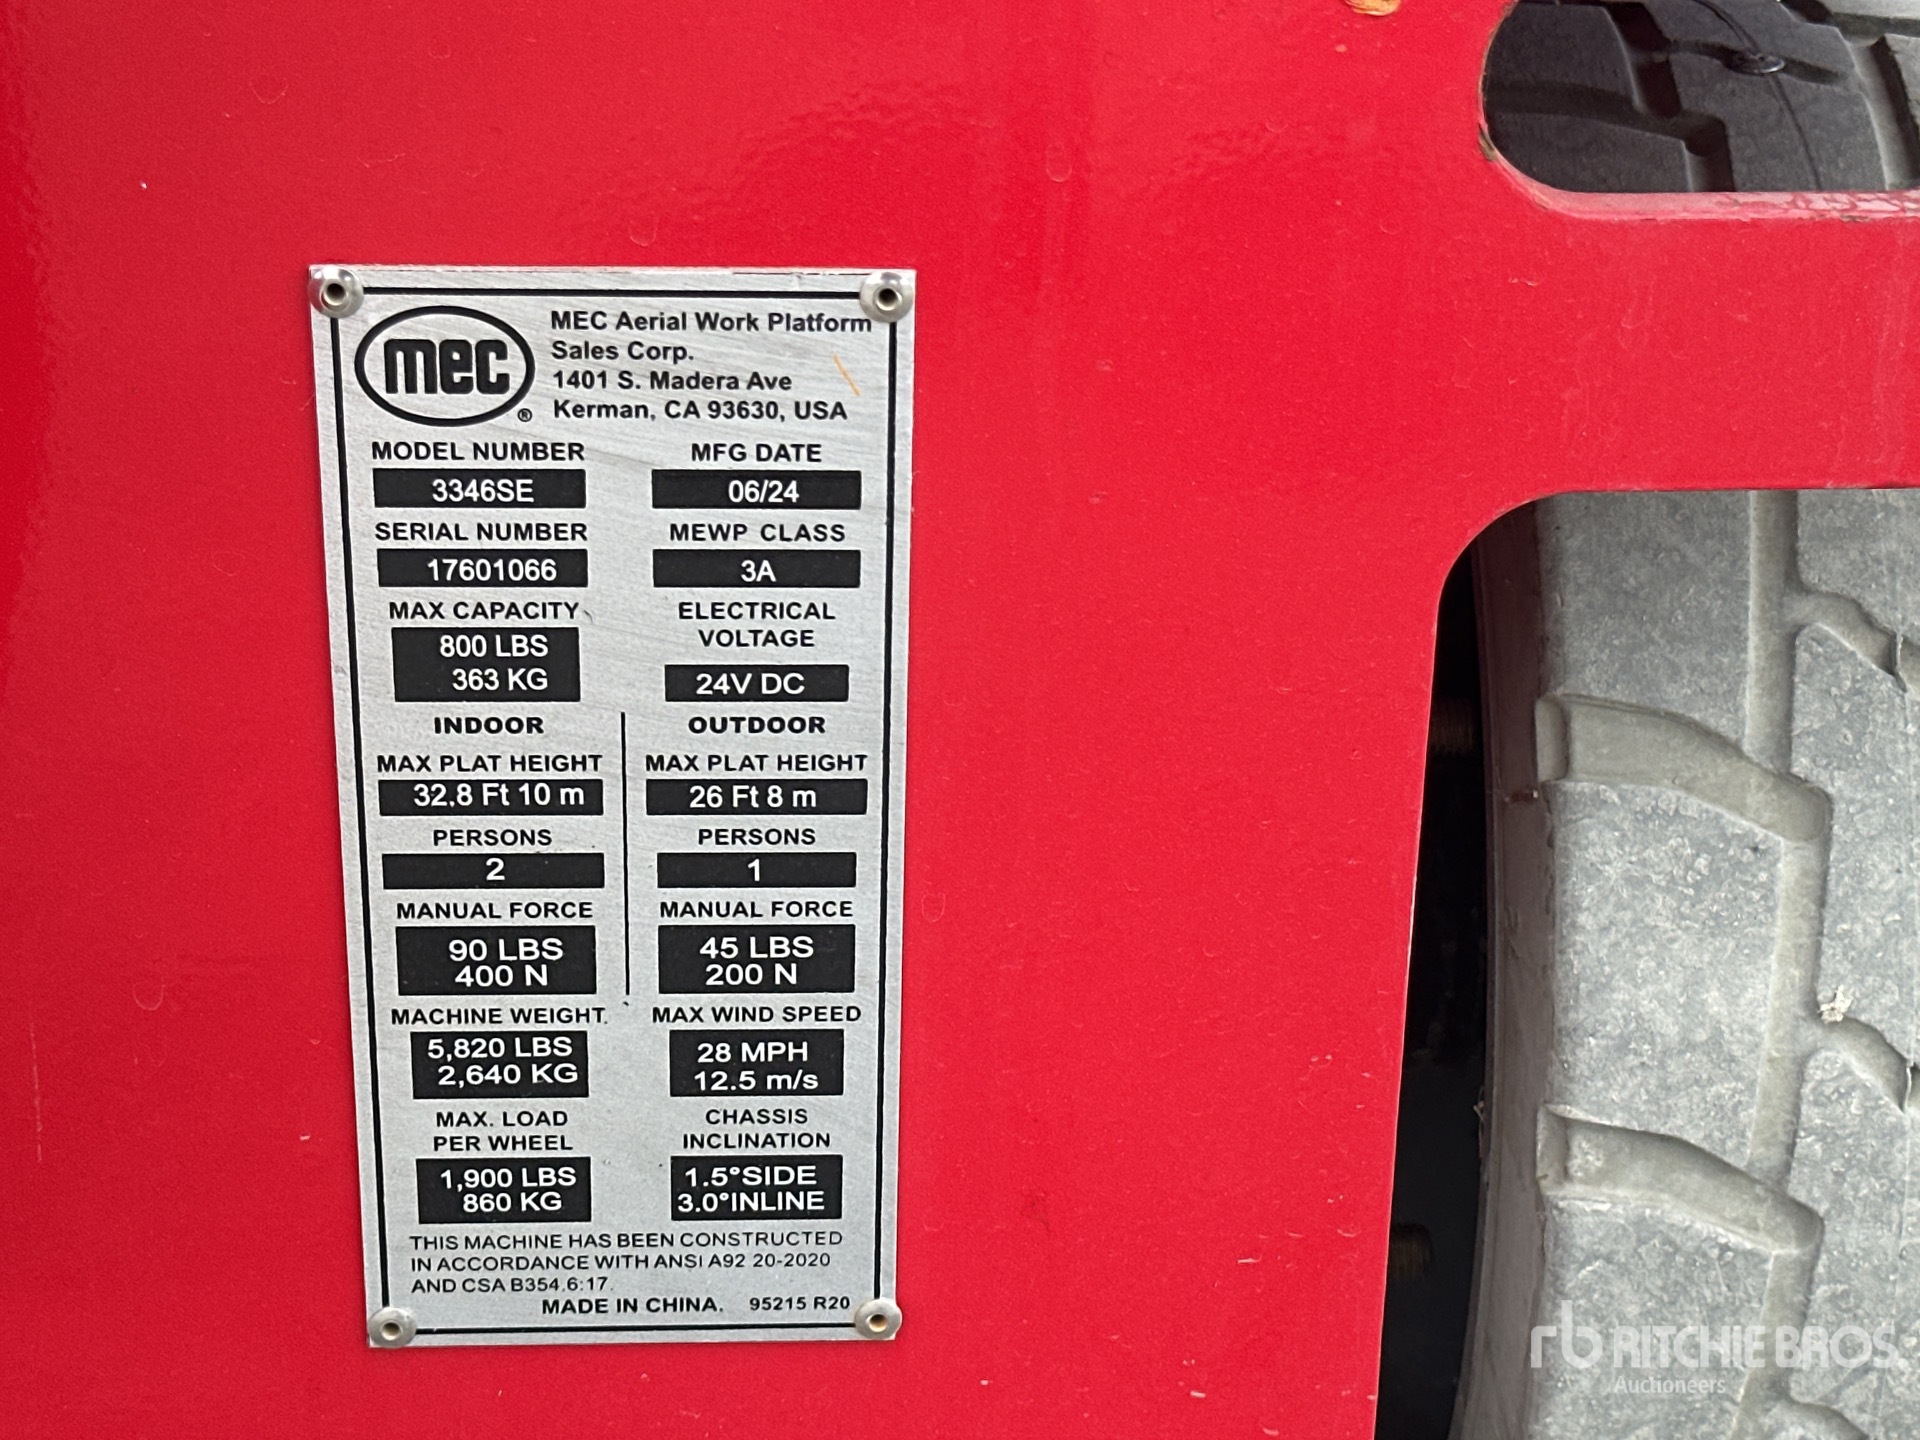 mec®
MEC Aerial Work Platform
Sales Corp.
1401 S. Madera Ave
Kerman, CA 93630, USA
MODEL NUMBER
3346SE
MFG DATE
06/24
SERIAL NUMBER
17601066
MEWP CLASS
3A
MAX CAPACITY
800 LBS
363 KG
ELECTRICAL
VOLTAGE
24V DC
INDOOR
MAX PLAT HEIGHT
32.8 Ft 10 m
PERSONS
2
MANUAL FORCE
90 LBS
400 N
OUTDOOR
MAX PLAT HEIGHT
26 Ft 8 m
PERSONS
1
MANUAL FORCE
45 LBS
200 N
MACHINE WEIGHT
5,820 LBS
2,640 KG
MAX WIND SPEED
28 MPH
12.5 m/s
MAX. LOAD
PER WHEEL
1,900 LBS
860 KG
CHASSIS
INCLINATION
1.5°SIDE
3.0°INLINE
THIS MACHINE HAS BEEN CONSTRUCTED
IN ACCORDANCE WITH ANSI A92 20-2020
AND CSA B354.6:17.
MADE IN CHINA. 95215 R20
rb RITCHIE BROS.
Auctioneers